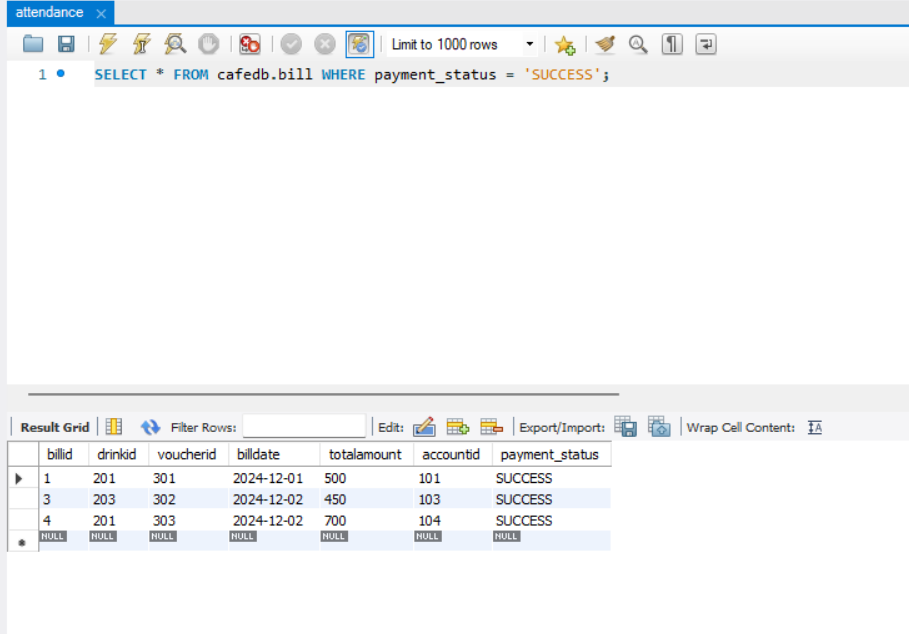 attendance
Limit to 1000 rows
1 SELECT * FROM cafedb.bill WHERE payment_status = 'SUCCESS';
Result Grid Filter Rows: Edit: Export/Import: Wrap Cell Content:
billid drinkid voucherid billdate totalamount accountid payment_status
1 201 301 2024-12-01 500 101 SUCCESS
3 203 302 2024-12-02 450 103 SUCCESS
4 201 303 2024-12-02 700 104 SUCCESS
NULL NULL NULL NULL NULL NULL NULL